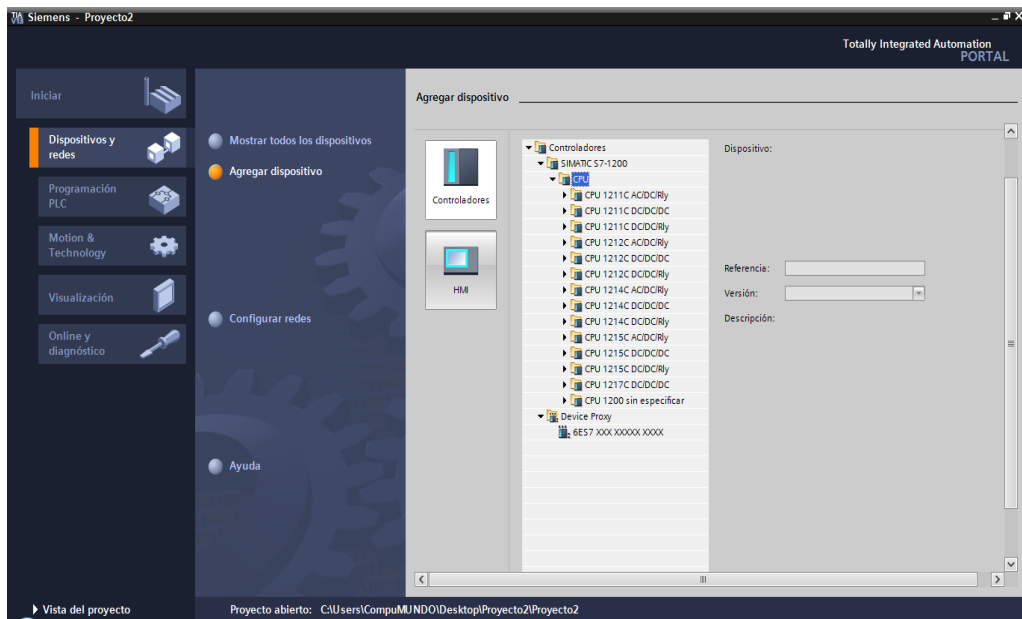 Siemens - Proyecto2
Totally Integrated Automation
PORTAL
Iniciar
Dispositivos y
redes
Programación
PLC
Motion &
Technology
Visualización
Online y
diagnóstico
Mostrar todos los dispositivos
Agregar dispositivo
Configurar redes
Ayuda
Agregar dispositivo
Controladores
HMI
Controladores
SIMATIC S7-1200
CPU
CPU 1211C AC/DC/Rly
CPU 1211C DC/DC/DC
CPU 1211C DC/DC/Rly
CPU 1212C AC/DC/Rly
CPU 1212C DC/DC/DC
CPU 1212C DC/DC/Rly
CPU 1214C AC/DC/Rly
CPU 1214C DC/DC/DC
CPU 1214C DC/DC/Rly
CPU 1215C AC/DC/Rly
CPU 1215C DC/DC/DC
CPU 1215C DC/DC/Rly
CPU 1217C DC/DC/DC
CPU 1200 sin especificar
Device Proxy
6ES7 XXX XXXXX XXXX
Dispositivo:
Referencia:
Versión:
Descripción:
Vista del proyecto
Proyecto abierto: C:\Users\CompuMUNDO\Desktop\Proyecto2\Proyecto2